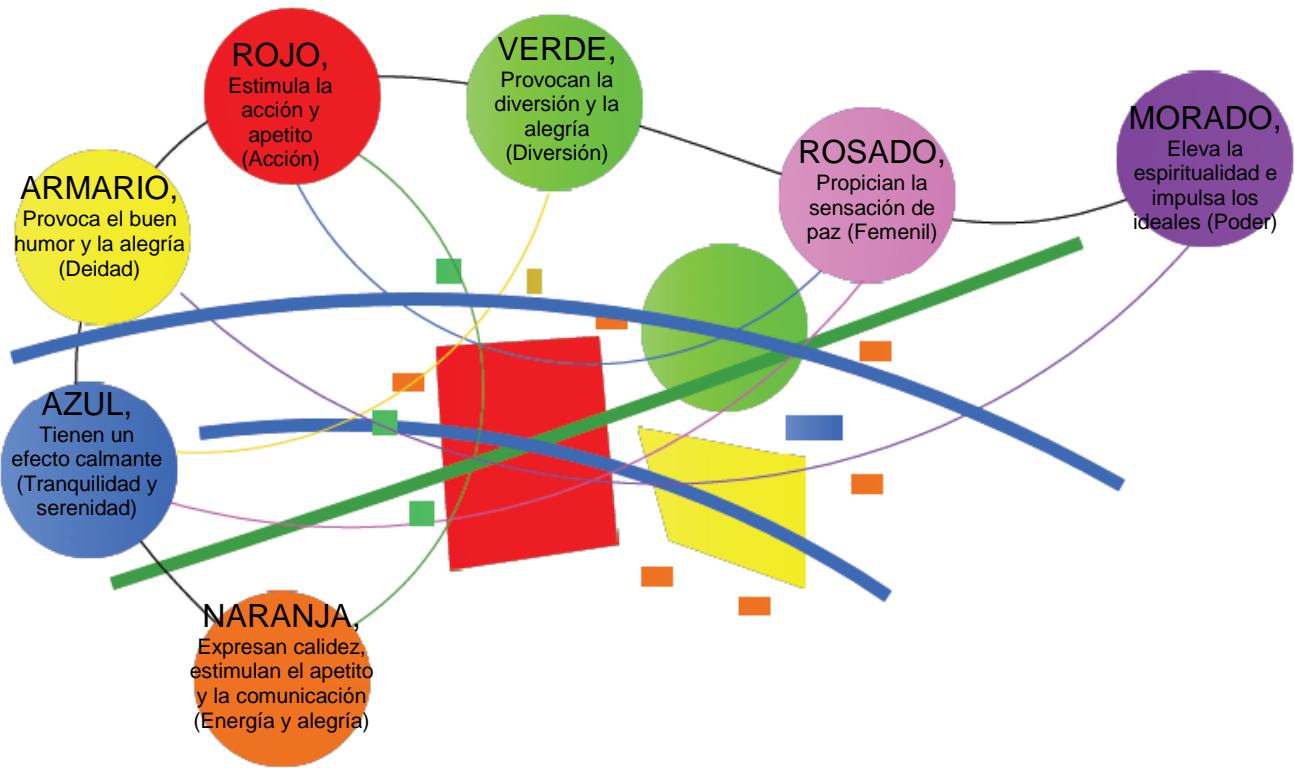 ROJO,
Estimula la
acción y
apetito
(Acción)
VERDE,
Provocan la
diversión y la
alegría
(Diversión)
MORADO,
Eleva la
espiritualidad e
impulsa los
ideales (Poder)
ROSADO,
Propician la
sensación de
paz (Femenil)
ARMARIO,
Provoca el buen
humor y la alegría
(Deidad)
AZUL,
Tienen un
efecto calmante
(Tranquilidad y
serenidad)
NARANJA,
Expresan calidez,
estimulan el apetito
y la comunicación
(Energía y alegría)